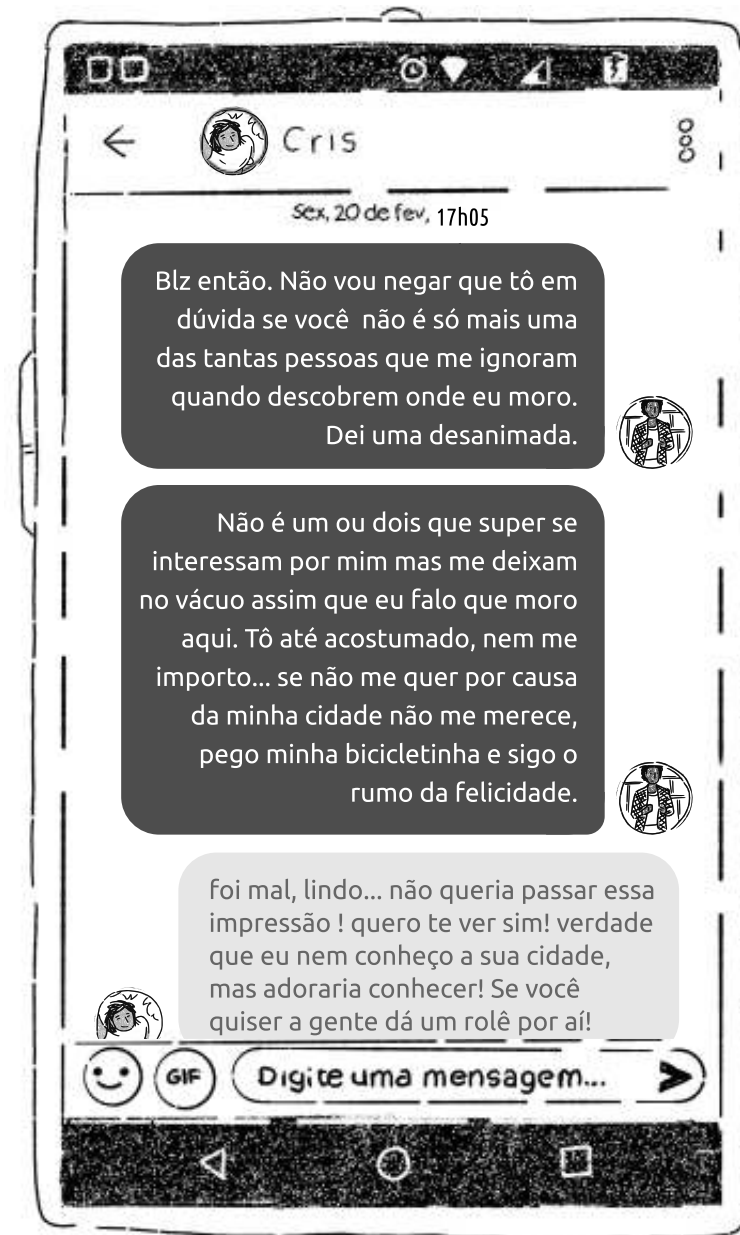 Cris
Sex, 20 de fev, 17h05
Blz então. Não vou negar que tô em
dúvida se você não é só mais uma
das tantas pessoas que me ignoram
quando descobrem onde eu moro.
Dei uma desanimada.
Não é um ou dois que super se
interessam por mim mas me deixam
no vácuo assim que eu falo que moro
aqui. Tô até acostumado, nem me
importo... se não me quer por causa
da minha cidade não me merece,
pego minha bicicletinha e sigo o
rumo da felicidade.
foi mal, lindo... não queria passar essa
impressão ! quero te ver sim! verdade
que eu nem conheço a sua cidade,
mas adoraria conhecer! Se você
quiser a gente dá um rolê por aí!
GIF
Digite uma mensagem...